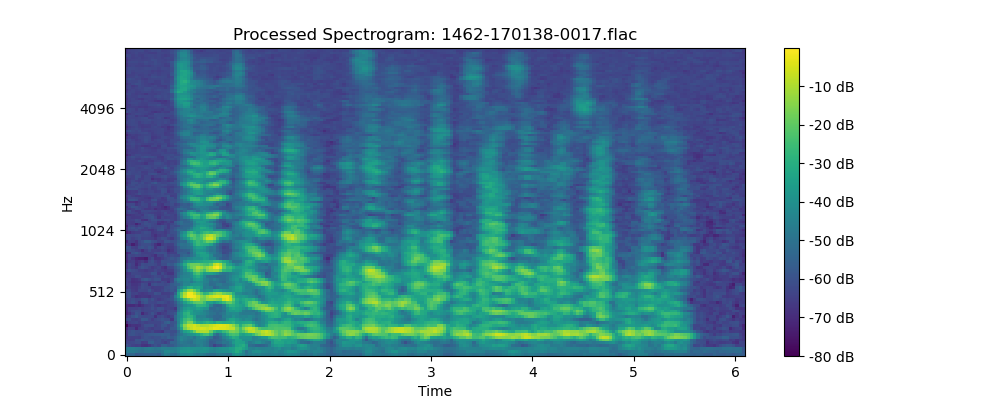 Processed Spectrogram: 1462-170138-0017.flac
Hz
4096
2048
1024
512
0
0 1 2 3 4 5 6
Time
-10 dB
-20 dB
-30 dB
-40 dB
-50 dB
-60 dB
-70 dB
-80 dB